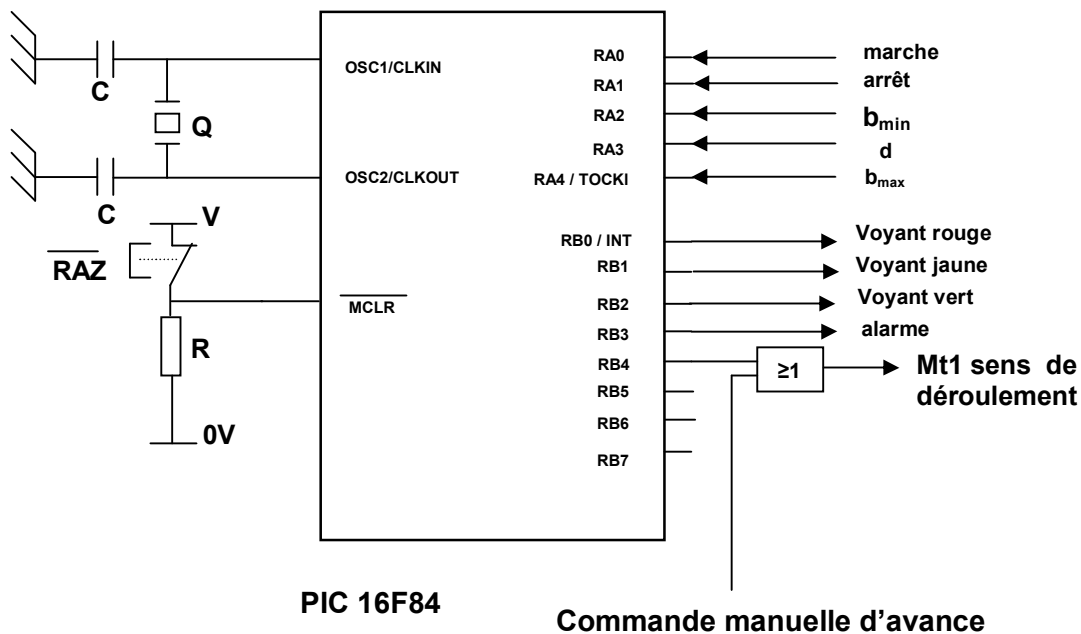 OSC1/CLKIN
RA0
marche
RA1
arrêt
C
Q
RA2
bmin
RA3
d
OSC2/CLKOUT
RA4 / TOCKI
bmax
C
V
RAZ
RB0 / INT
Voyant rouge
RB1
Voyant jaune
MCLR
RB2
Voyant vert
RB3
alarme
R
RB4
≥1
Mt1 sens de
déroulement
RB5
RB6
0V
RB7
PIC 16F84
Commande manuelle d’avance